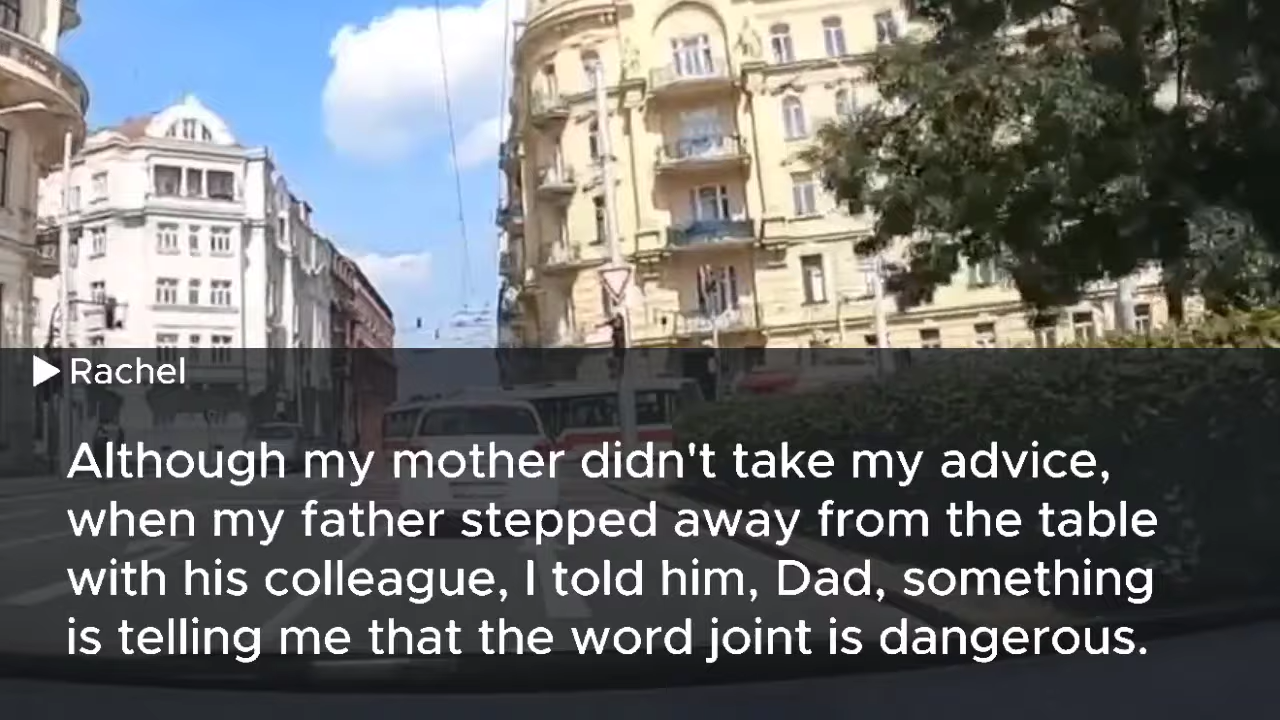 ▶ Rachel
Although my mother didn't take my advice,
when my father stepped away from the table
with his colleague, I told him, Dad, something
is telling me that the word joint is dangerous.